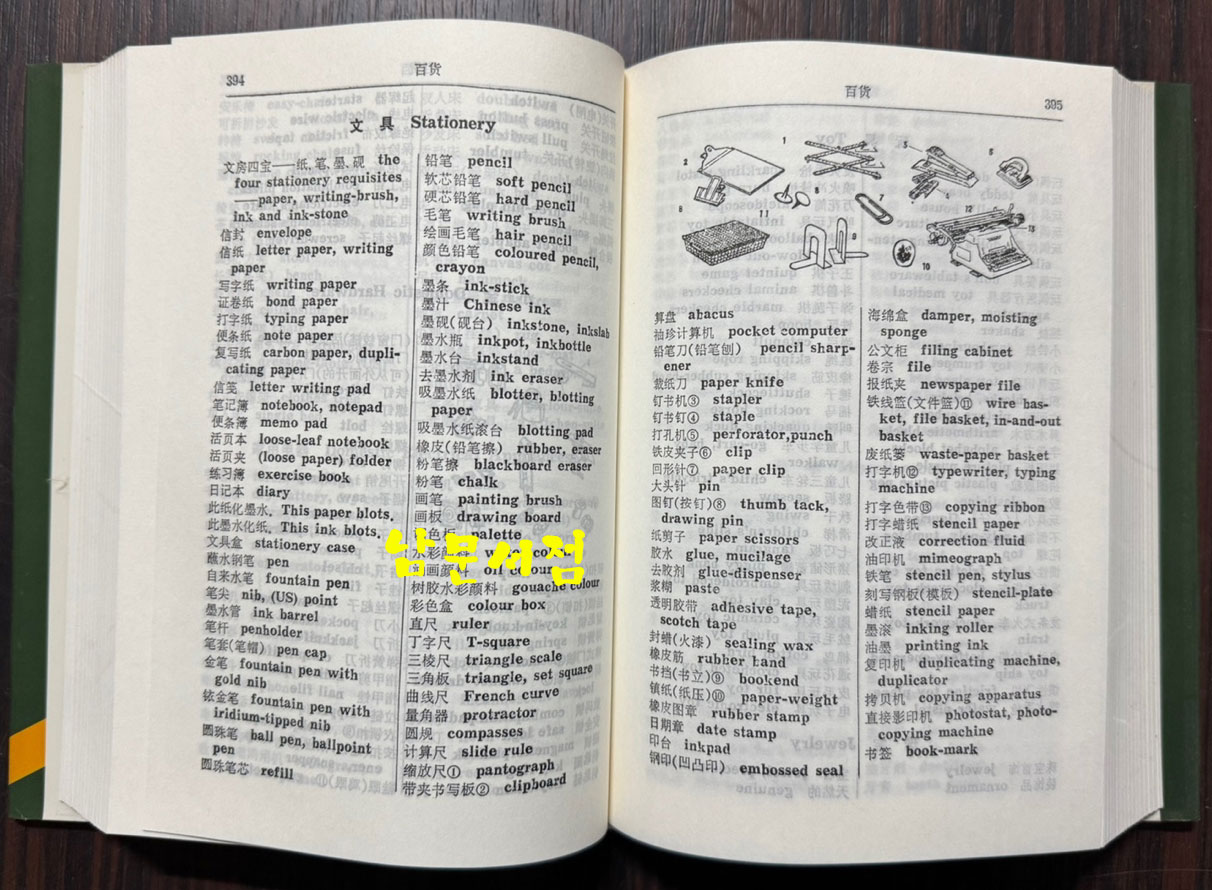 394
百货
文 具 Stationery
文房四宝——纸、笔、墨、砚 the
four stationery requisites
——paper, writing-brush,
ink and ink-stone
信封 envelope
信纸 letter paper, writing
paper
写字纸 writing paper
证卷纸 bond paper
打字纸 typing paper
便条纸 note paper
复写纸 carbon paper, dupli-
cating paper
信笺 letter writing pad
笔记簿 notebook, notepad
便条簿 memo pad
活页本 loose-leaf notebook
活页夹 (loose paper) folder
练习簿 exercise book
日记本 diary
此纸化墨水. This paper blots.
此墨水化纸. This ink blots.
文具盒 stationery case
蘸水钢笔 pen
自来水笔 fountain pen
笔尖 nib, (US) point
墨水管 ink barrel
笔杆 penholder
笔套(笔帽) pen cap
金笔 fountain pen with
gold nib
铱金笔 fountain pen with
iridium-tipped nib
圆珠笔 ball pen, ballpoint
pen
圆珠笔芯 refill
铅笔 pencil
软芯铅笔 soft pencil
硬芯铅笔 hard pencil
毛笔 writing brush
绘画毛笔 hair pencil
颜色铅笔 coloured pencil,
crayon
墨条 ink-stick
墨汁 Chinese ink
墨砚(砚台) inkstone, inkslab
墨水瓶 inkpot, inkbottle
墨水台 inkstand
去墨水剂 ink eraser
吸墨水纸 blotter, blotting
paper
吸墨水纸滚台 blotting pad
橡皮(铅笔擦) rubber, eraser
粉笔擦 blackboard eraser
粉笔 chalk
画笔 painting brush
画板 drawing board
色板 palette
水彩颜料 water colour
画颜料 oil colour
树胶水彩颜料 gouache colour
彩色盒 colour box
直尺 ruler
丁字尺 T-square
三棱尺 triangle scale
三角板 triangle, set square
曲线尺 French curve
量角器 protractor
圆规 compasses
计算尺 slide rule
缩放尺① pantograph
带夹书写板② clipboard
남문서점
百货
395
1
2
3
5
6
7
8
8
9
10
11
12
13
算盘 abacus
袖珍计算机 pocket computer
铅笔刀(铅笔刨) pencil sharp-
ener
裁纸刀 paper knife
钉书机③ stapler
钉书钉④ staple
打孔机⑤ perforator,punch
铁皮夹子⑥ clip
回形针⑦ paper clip
大头针 pin
图钉(按钉)⑧ thumb tack,
drawing pin
纸剪子 paper scissors
胶水 glue, mucilage
去胶剂 glue-dispenser
浆糊 paste
透明胶带 adhesive tape,
scotch tape
封蜡(火漆) sealing wax
橡皮筋 rubber band
书挡(书立)⑨ bookend
镇纸(纸压)⑩ paper-weight
橡皮图章 rubber stamp
日期章 date stamp
印台 inkpad
钢印(凹凸印) embossed seal
海绵盒 damper, moisting
sponge
公文柜 filing cabinet
卷宗 file
报纸夹 newspaper file
铁线篮(文件篮)⑪ wire bas-
ket, file basket, in-and-out
basket
废纸篓 waste-paper basket
打字机⑫ typewriter, typing
machine
打字色带⑬ copying ribbon
打字蜡纸 stencil paper
改正液 correction fluid
油印机 mimeograph
铁笔 stencil pen, stylus
刻写钢板(模板) stencil-plate
蜡纸 stencil paper
墨滚 inking roller
油墨 printing ink
复印机 duplicating machine,
duplicator
拷贝机 copying apparatus
直接影印机 photostat, photo-
copying machine
书签 book-mark